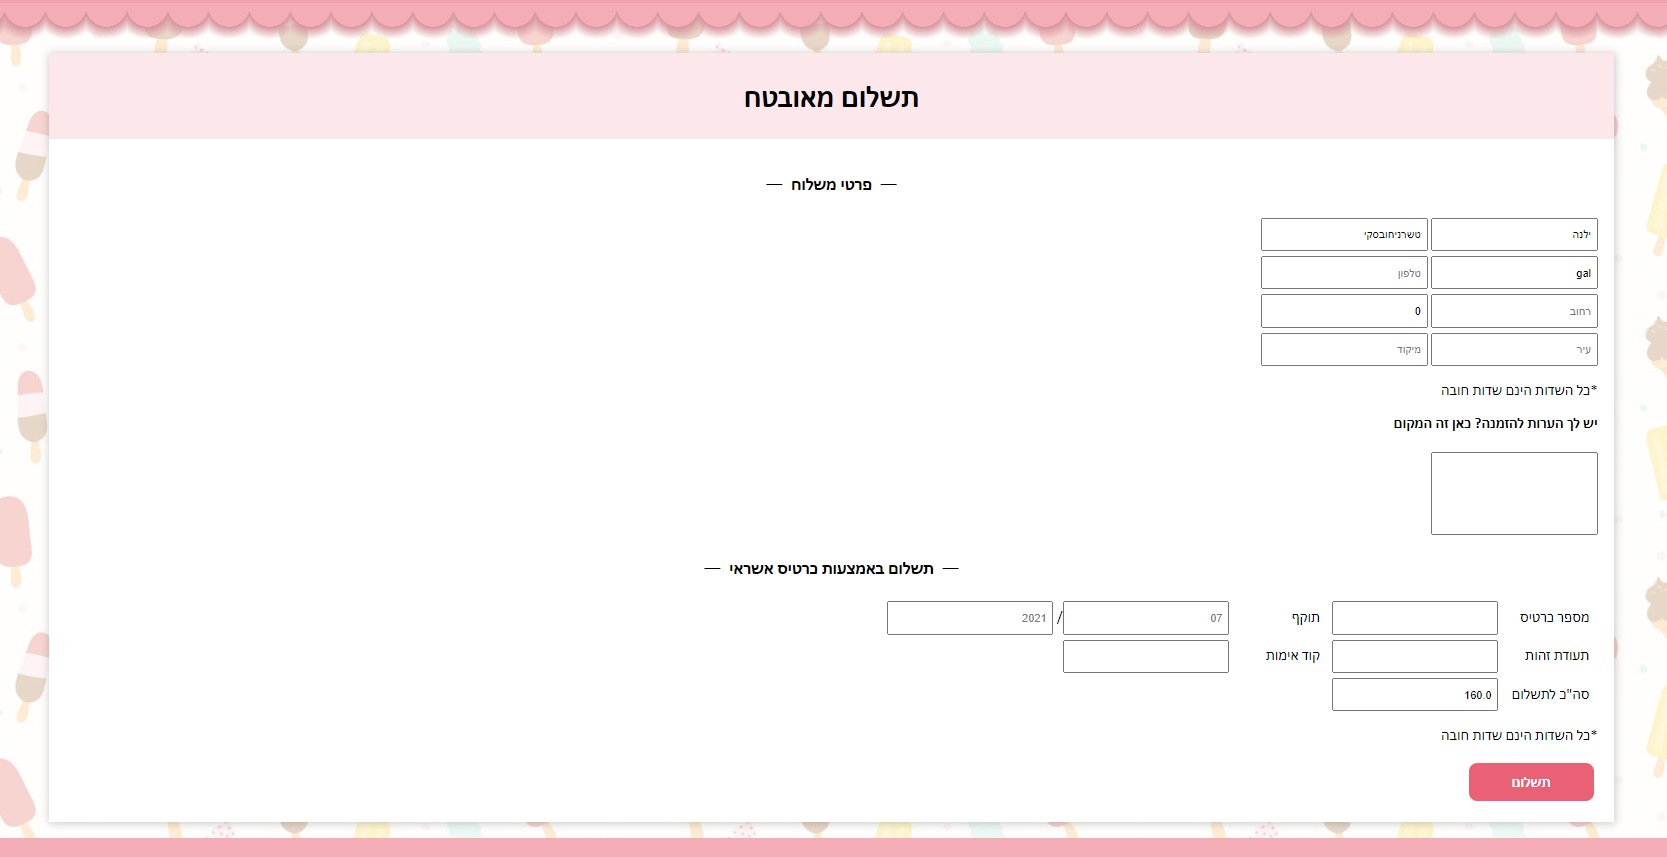 תשלום מאובטח
— פרטי משלוח —
ילנה טשרניחובסקי
gal טלפון
רחוב 0
עיר מיקוד
*כל השדות הינם שדות חובה
יש לך הערות להזמנה? כאן זה המקום
— תשלום באמצעות כרטיס אשראי —
מספר כרטיס תוקף 07 / 2021
תעודת זהות קוד אימות
סה"כ לתשלום 160.0
*כל השדות הינם שדות חובה
תשלום